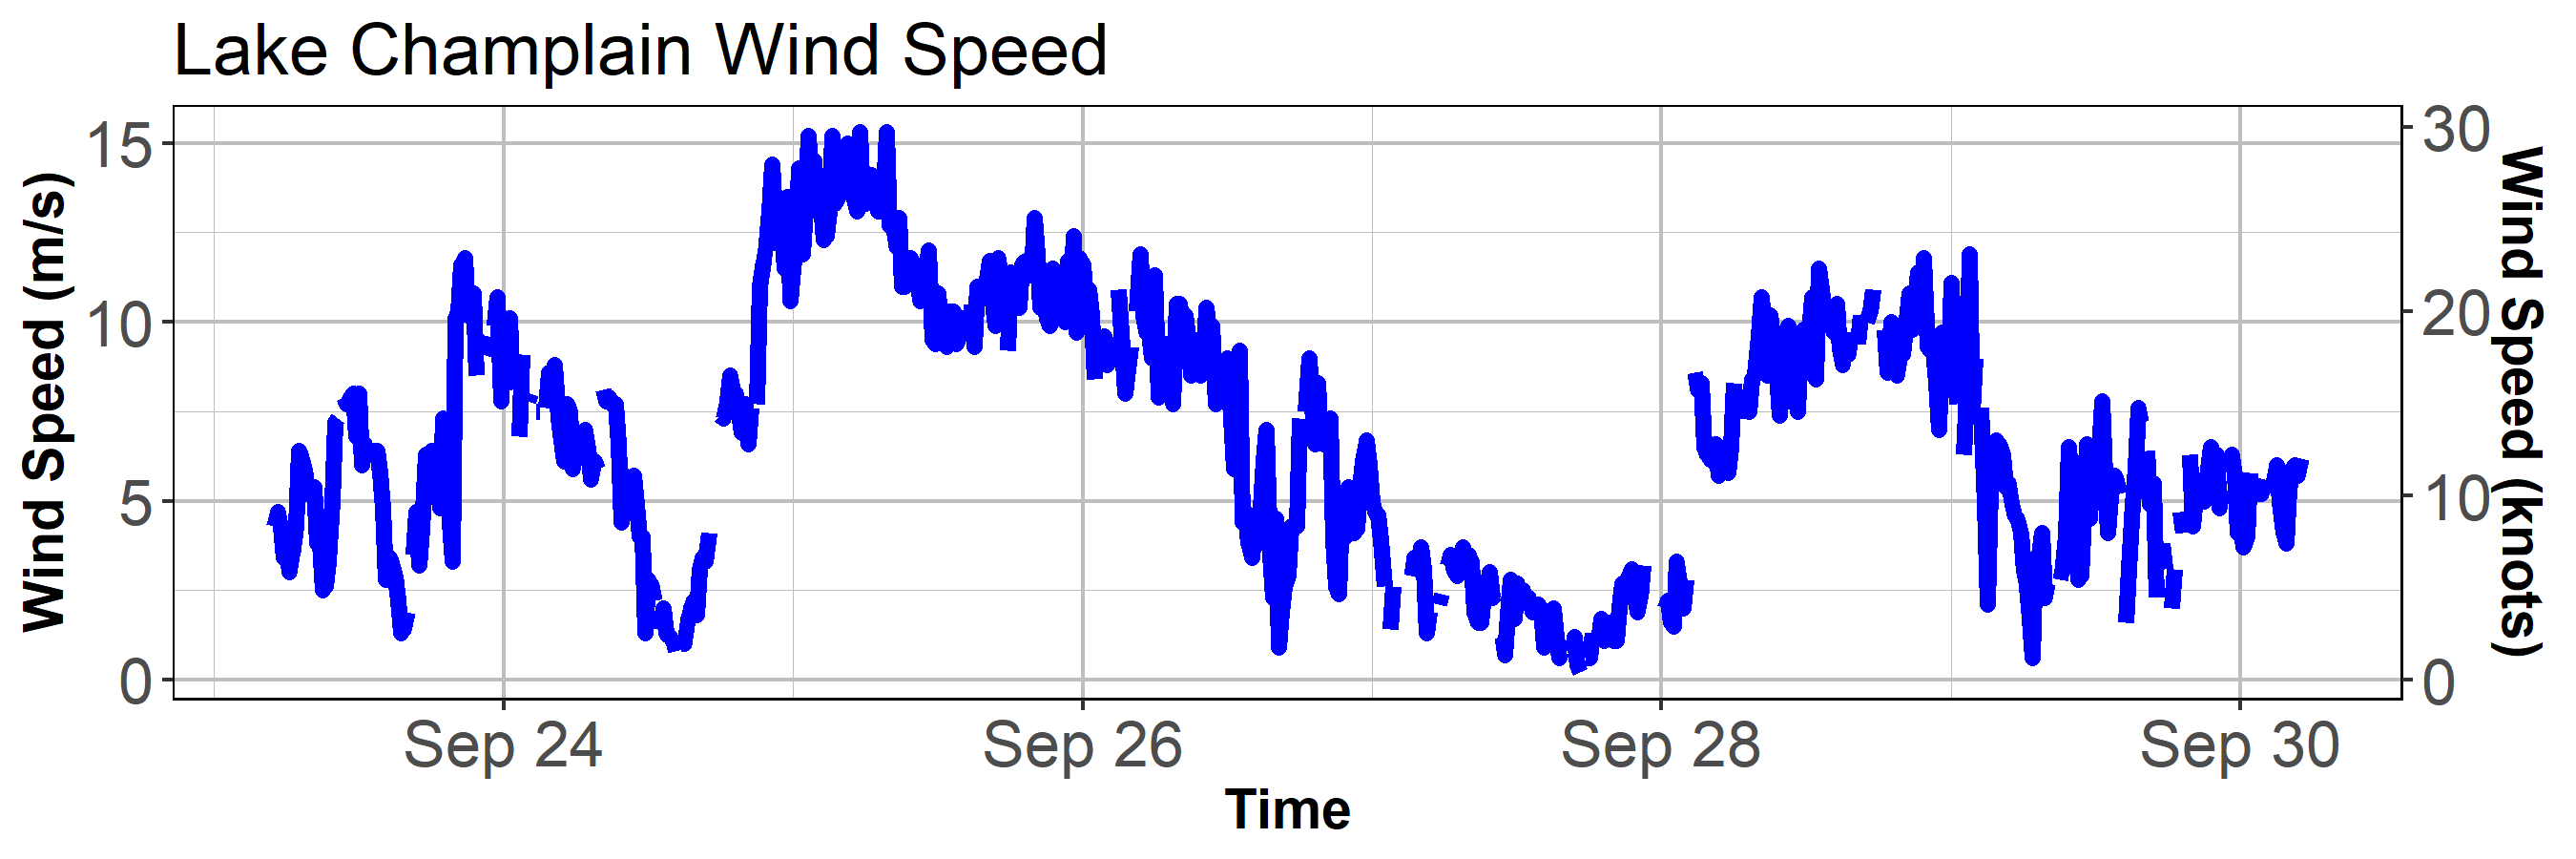 Lake Champlain Wind Speed
Wind Speed (m/s)
15
10
5
0
30
20
10
0
Wind Speed (knots)
Sep 24
Sep 26
Sep 28
Sep 30
Time